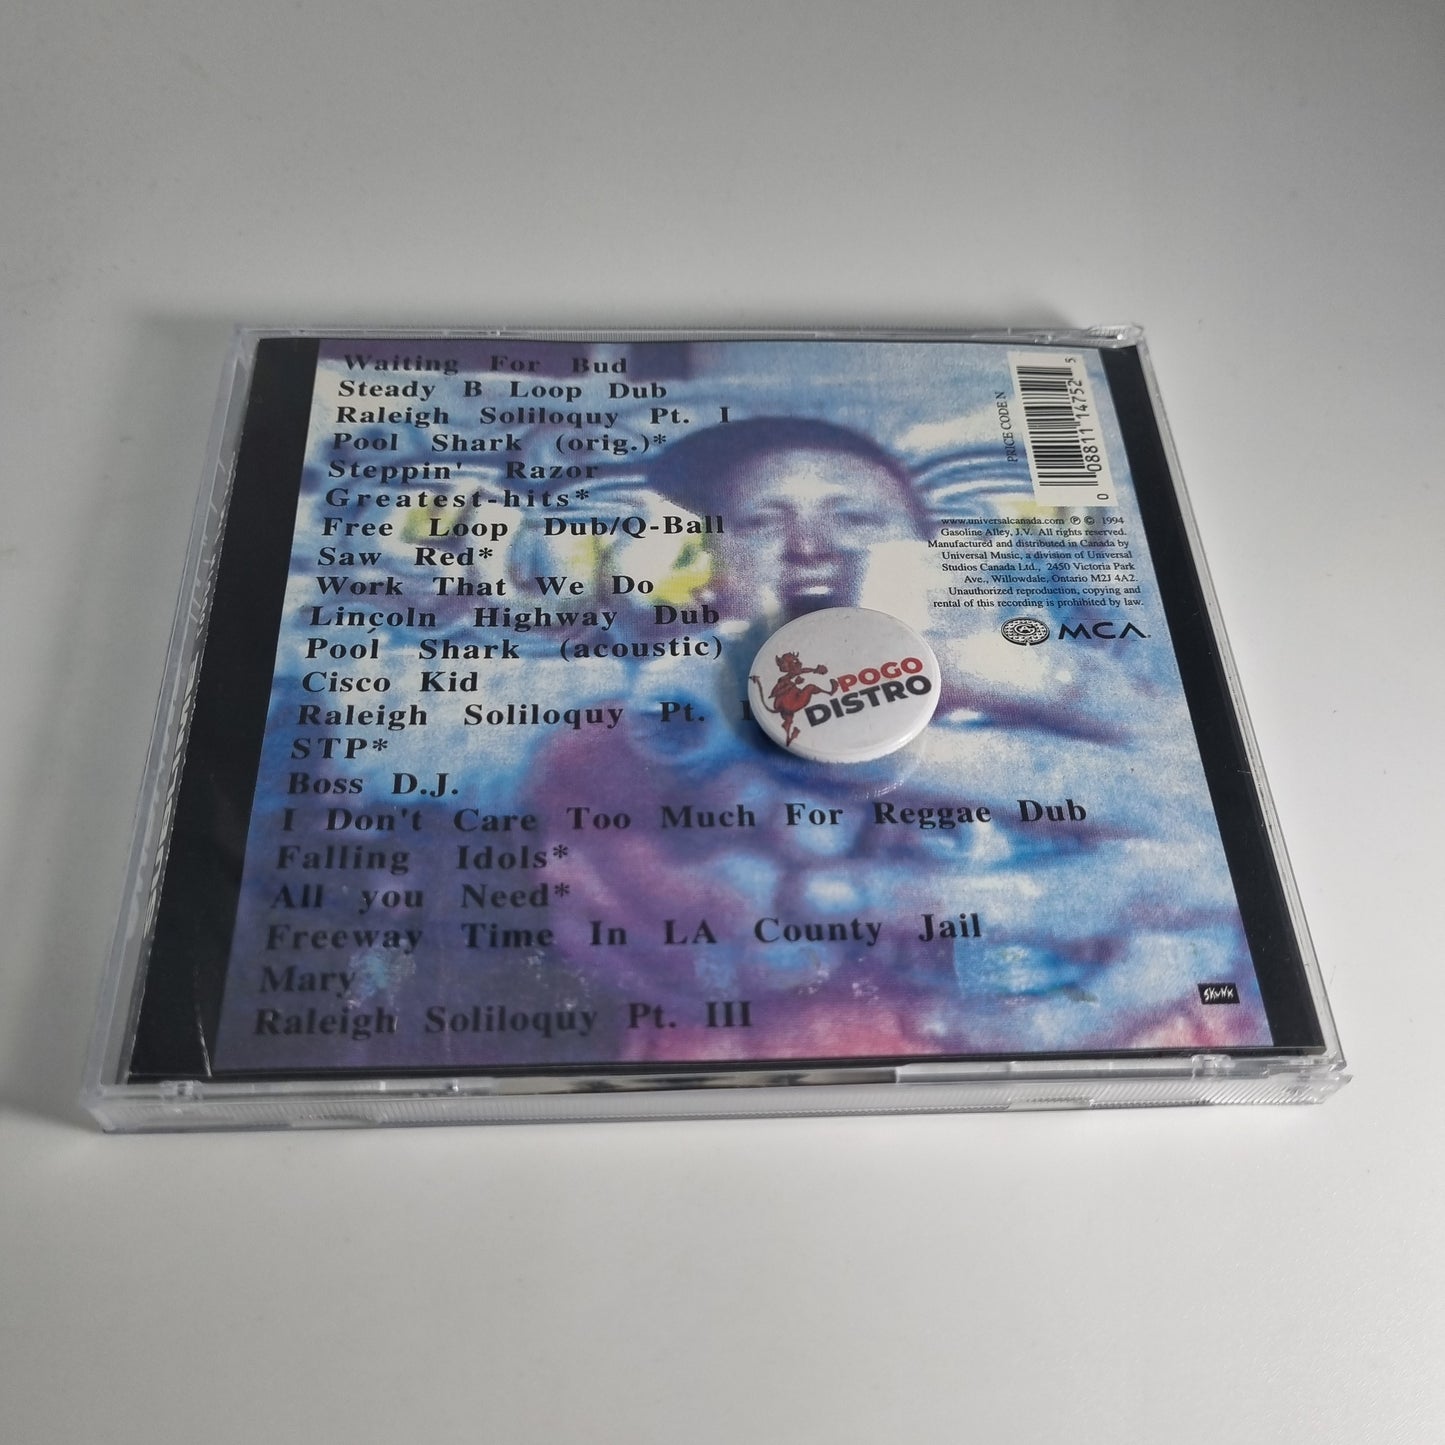 Waiting For Bud
Steady B Loop Dub
Raleigh Soliloquy Pt. I
Pool Shark (orig.)*
Steppin' Razor
Greatest-hits*
Free Loop Dub/Q-Ball
Saw Red*
Work That We Do
Lincoln Highway Dub
Pool Shark (acoustic)
Cisco Kid
Raleigh Soliloquy Pt.
STP*
Boss D.J.
I Don't Care Too Much For Reggae Dub
Falling Idols*
All you Need*
Freeway Time In LA County Jail
Mary
Raleigh Soliloquy Pt. III
PRICE CODE N
0 08811 14752 5
www.universalcanada.com ℗ © 1994
Gasoline Alley, J.V. All rights reserved.
Manufactured and distributed in Canada by
Universal Music, a division of Universal
Studios Canada Ltd., 2450 Victoria Park
Ave., Willowdale, Ontario M2J 4A2.
Unauthorized reproduction, copying and
rental of this recording is prohibited by law.
MCA
POGO
DISTRO
SKUNK